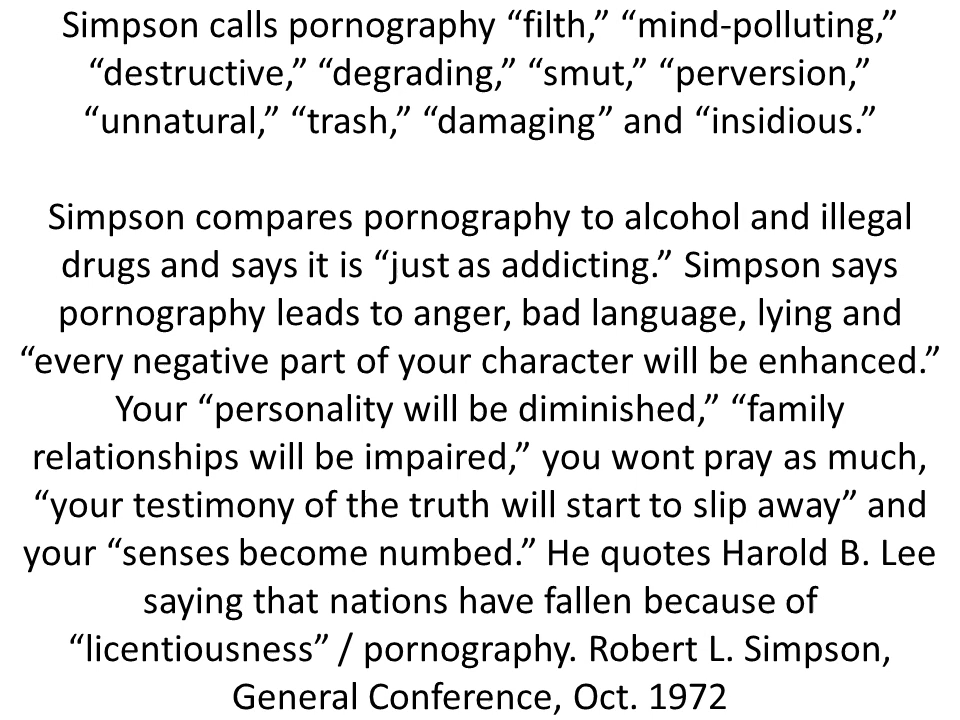 Simpson calls pornography “filth,” “mind-polluting,”
“destructive,” “degrading,” “smut,” “perversion,”
“unnatural,” “trash,” “damaging” and “insidious.”
Simpson compares pornography to alcohol and illegal
drugs and says it is “just as addicting.” Simpson says
pornography leads to anger, bad language, lying and
“every negative part of your character will be enhanced.”
Your “personality will be diminished,” “family
relationships will be impaired,” you wont pray as much,
“your testimony of the truth will start to slip away” and
your “senses become numbed.” He quotes Harold B. Lee
saying that nations have fallen because of
“licentiousness” / pornography. Robert L. Simpson,
General Conference, Oct. 1972